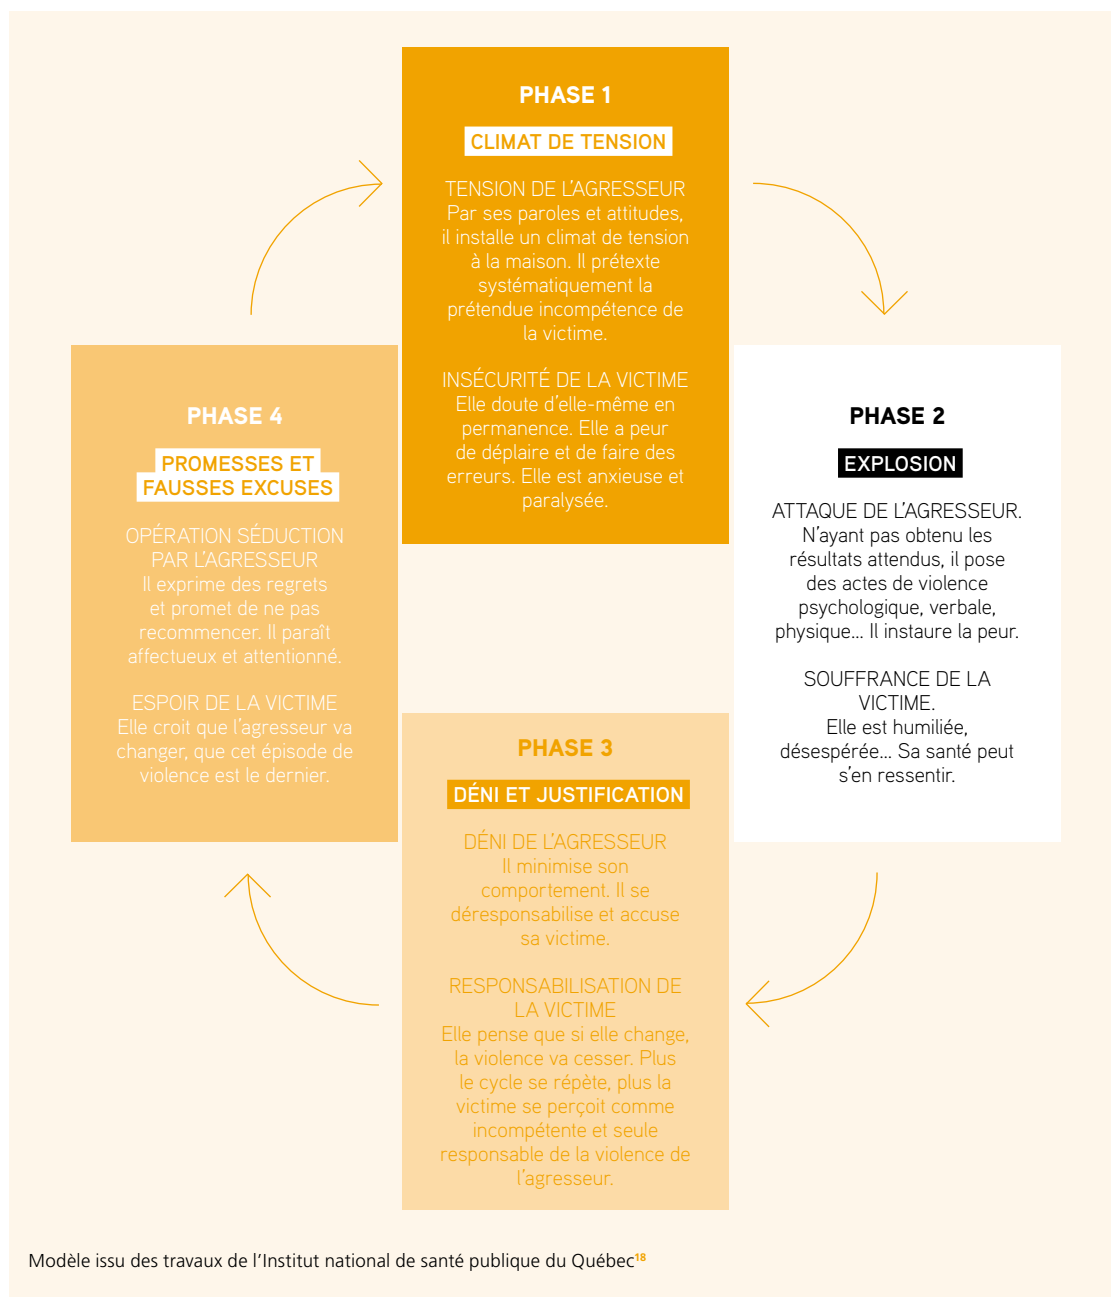 PHASE 1
CLIMAT DE TENSION
TENSION DE L'AGRESSEUR
Par ses paroles et attitudes,
il installe un climat de tension
à la maison. Il prétexte
systématiquement la
prétendue incompétence de
la victime.
INSÉCURITÉ DE LA VICTIME
Elle doute d'elle-même en
permanence. Elle a peur
de déplaire et de faire des
erreurs. Elle est anxieuse et
paralysée.
PHASE 2
EXPLOSION
ATTAQUE DE L'AGRESSEUR.
N'ayant pas obtenu les
résultats attendus, il pose
des actes de violence
psychologique, verbale,
physique... Il instaure la peur.
SOUFFRANCE DE LA
VICTIME.
Elle est humiliée,
désespérée... Sa santé peut
s'en ressentir.
PHASE 3
DÉNI ET JUSTIFICATION
DÉNI DE L'AGRESSEUR
Il minimise son
comportement. Il se
déresponsabilise et accuse
sa victime.
RESPONSABILISATION DE
LA VICTIME
Elle pense que si elle change,
la violence va cesser. Plus
le cycle se répète, plus la
victime se perçoit comme
incompétente et seule
responsable de la violence de
l'agresseur.
PHASE 4
PROMESSES ET
FAUSSES EXCUSES
OPÉRATION SÉDUCTION
PAR L'AGRESSEUR
Il exprime des regrets
et promet de ne pas
recommencer. Il paraît
affectueux et attentionné.
ESPOIR DE LA VICTIME
Elle croit que l'agresseur va
changer, que cet épisode de
violence est le dernier.
Modèle issu des travaux de l'Institut national de santé publique du Québec18